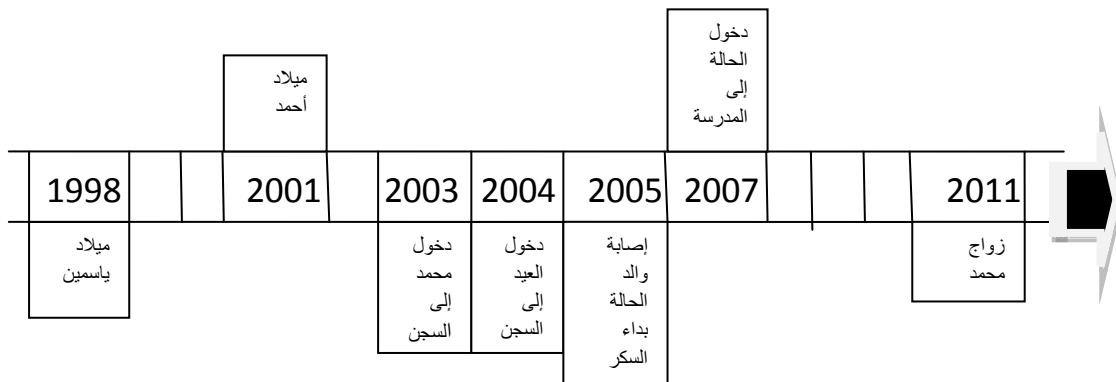 دخول
الحالة
إلى
المدرسة
ميلاد
أحمد
1998
2001
2003
2004
2005
2007
2011
ميلاد
ياسمين
دخول
محمد
إلى
السجن
دخول
العيد
إلى
السجن
إصابة
والد
الحالة
بداء
السكر
زواج
محمد